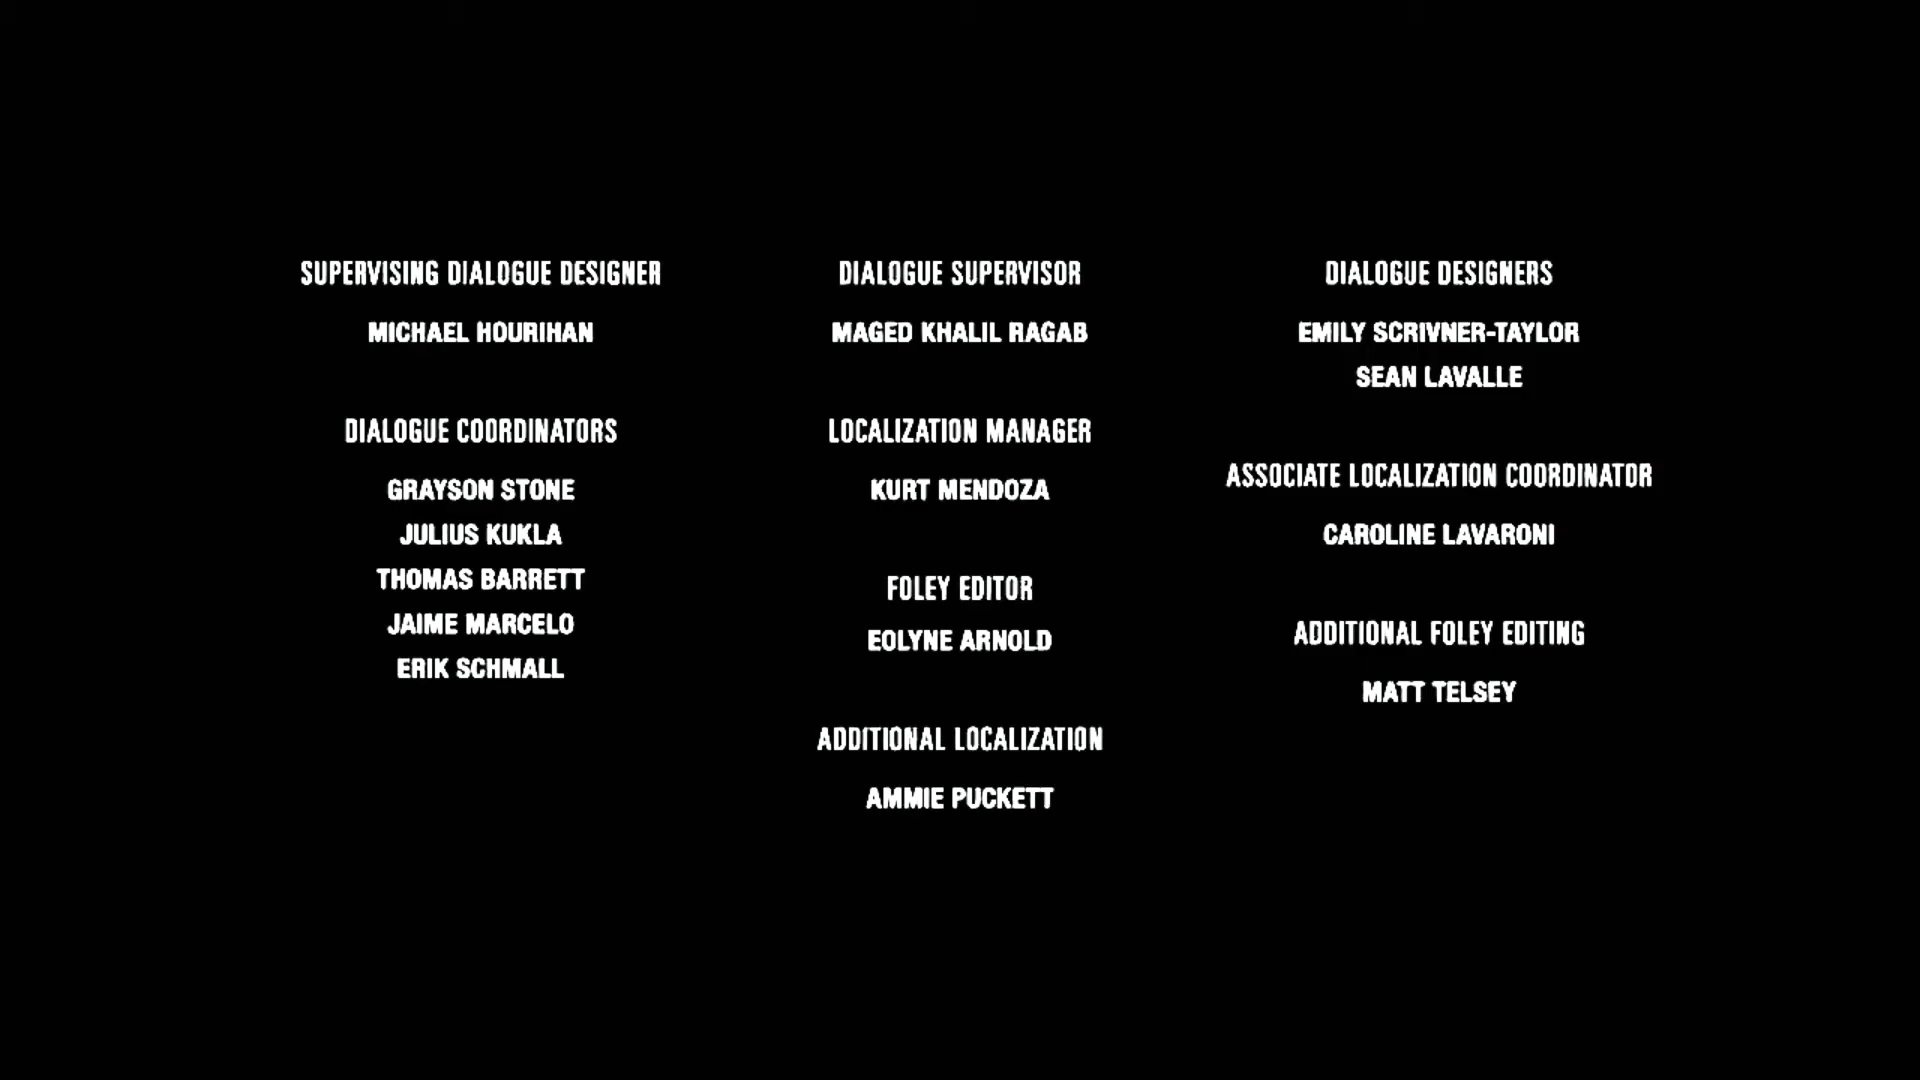 SUPERVISING DIALOGUE DESIGNER
MICHAEL HOURIHAN
DIALOGUE COORDINATORS
GRAYSON STONE
JULIUS KUKLA
THOMAS BARRETT
JAIME MARCELO
ERIK SCHMALL
DIALOGUE SUPERVISOR
MAGED KHALIL RAGAB
LOCALIZATION MANAGER
KURT MENDOZA
FOLEY EDITOR
EOLYNE ARNOLD
ADDITIONAL LOCALIZATION
AMMIE PUCKETT
DIALOGUE DESIGNERS
EMILY SCRIVNER-TAYLOR
SEAN LAVALLE
ASSOCIATE LOCALIZATION COORDINATOR
CAROLINE LAVARONI
ADDITIONAL FOLEY EDITING
MATT TELSEY